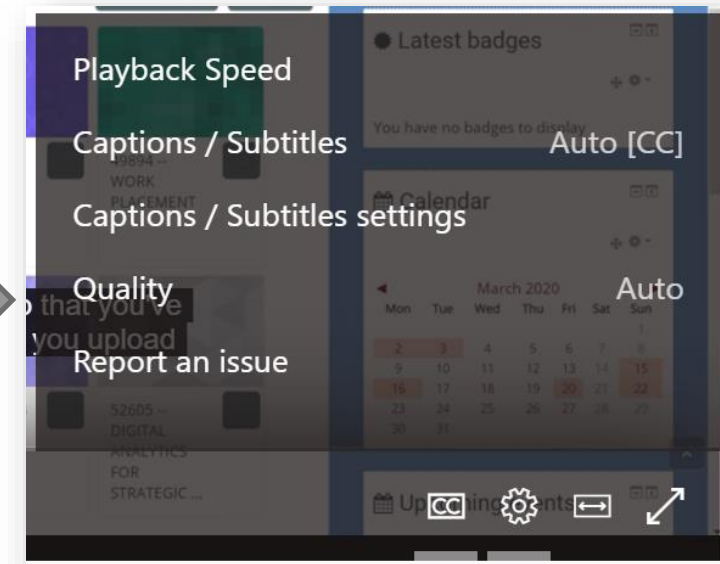 Latest badges
Playback Speed
You have no badges to display
Captions / Subtitles Auto [CC]
49894 --
WORK
PLACEMENT
Calendar
Captions / Subtitles settings
Quality Auto
March 2020
that you've
Mon Tue Wed Thu Fri Sat Sun
1
you upload
2 3 4 5 6 7 8
Report an issue
9 10 11 12 13 14 15
16 17 18 19 20 21 22
23 24 25 26 27 28 29
30 31
52605 --
DIGITAL
ANALYTICS
FOR
STRATEGIC ...
CC